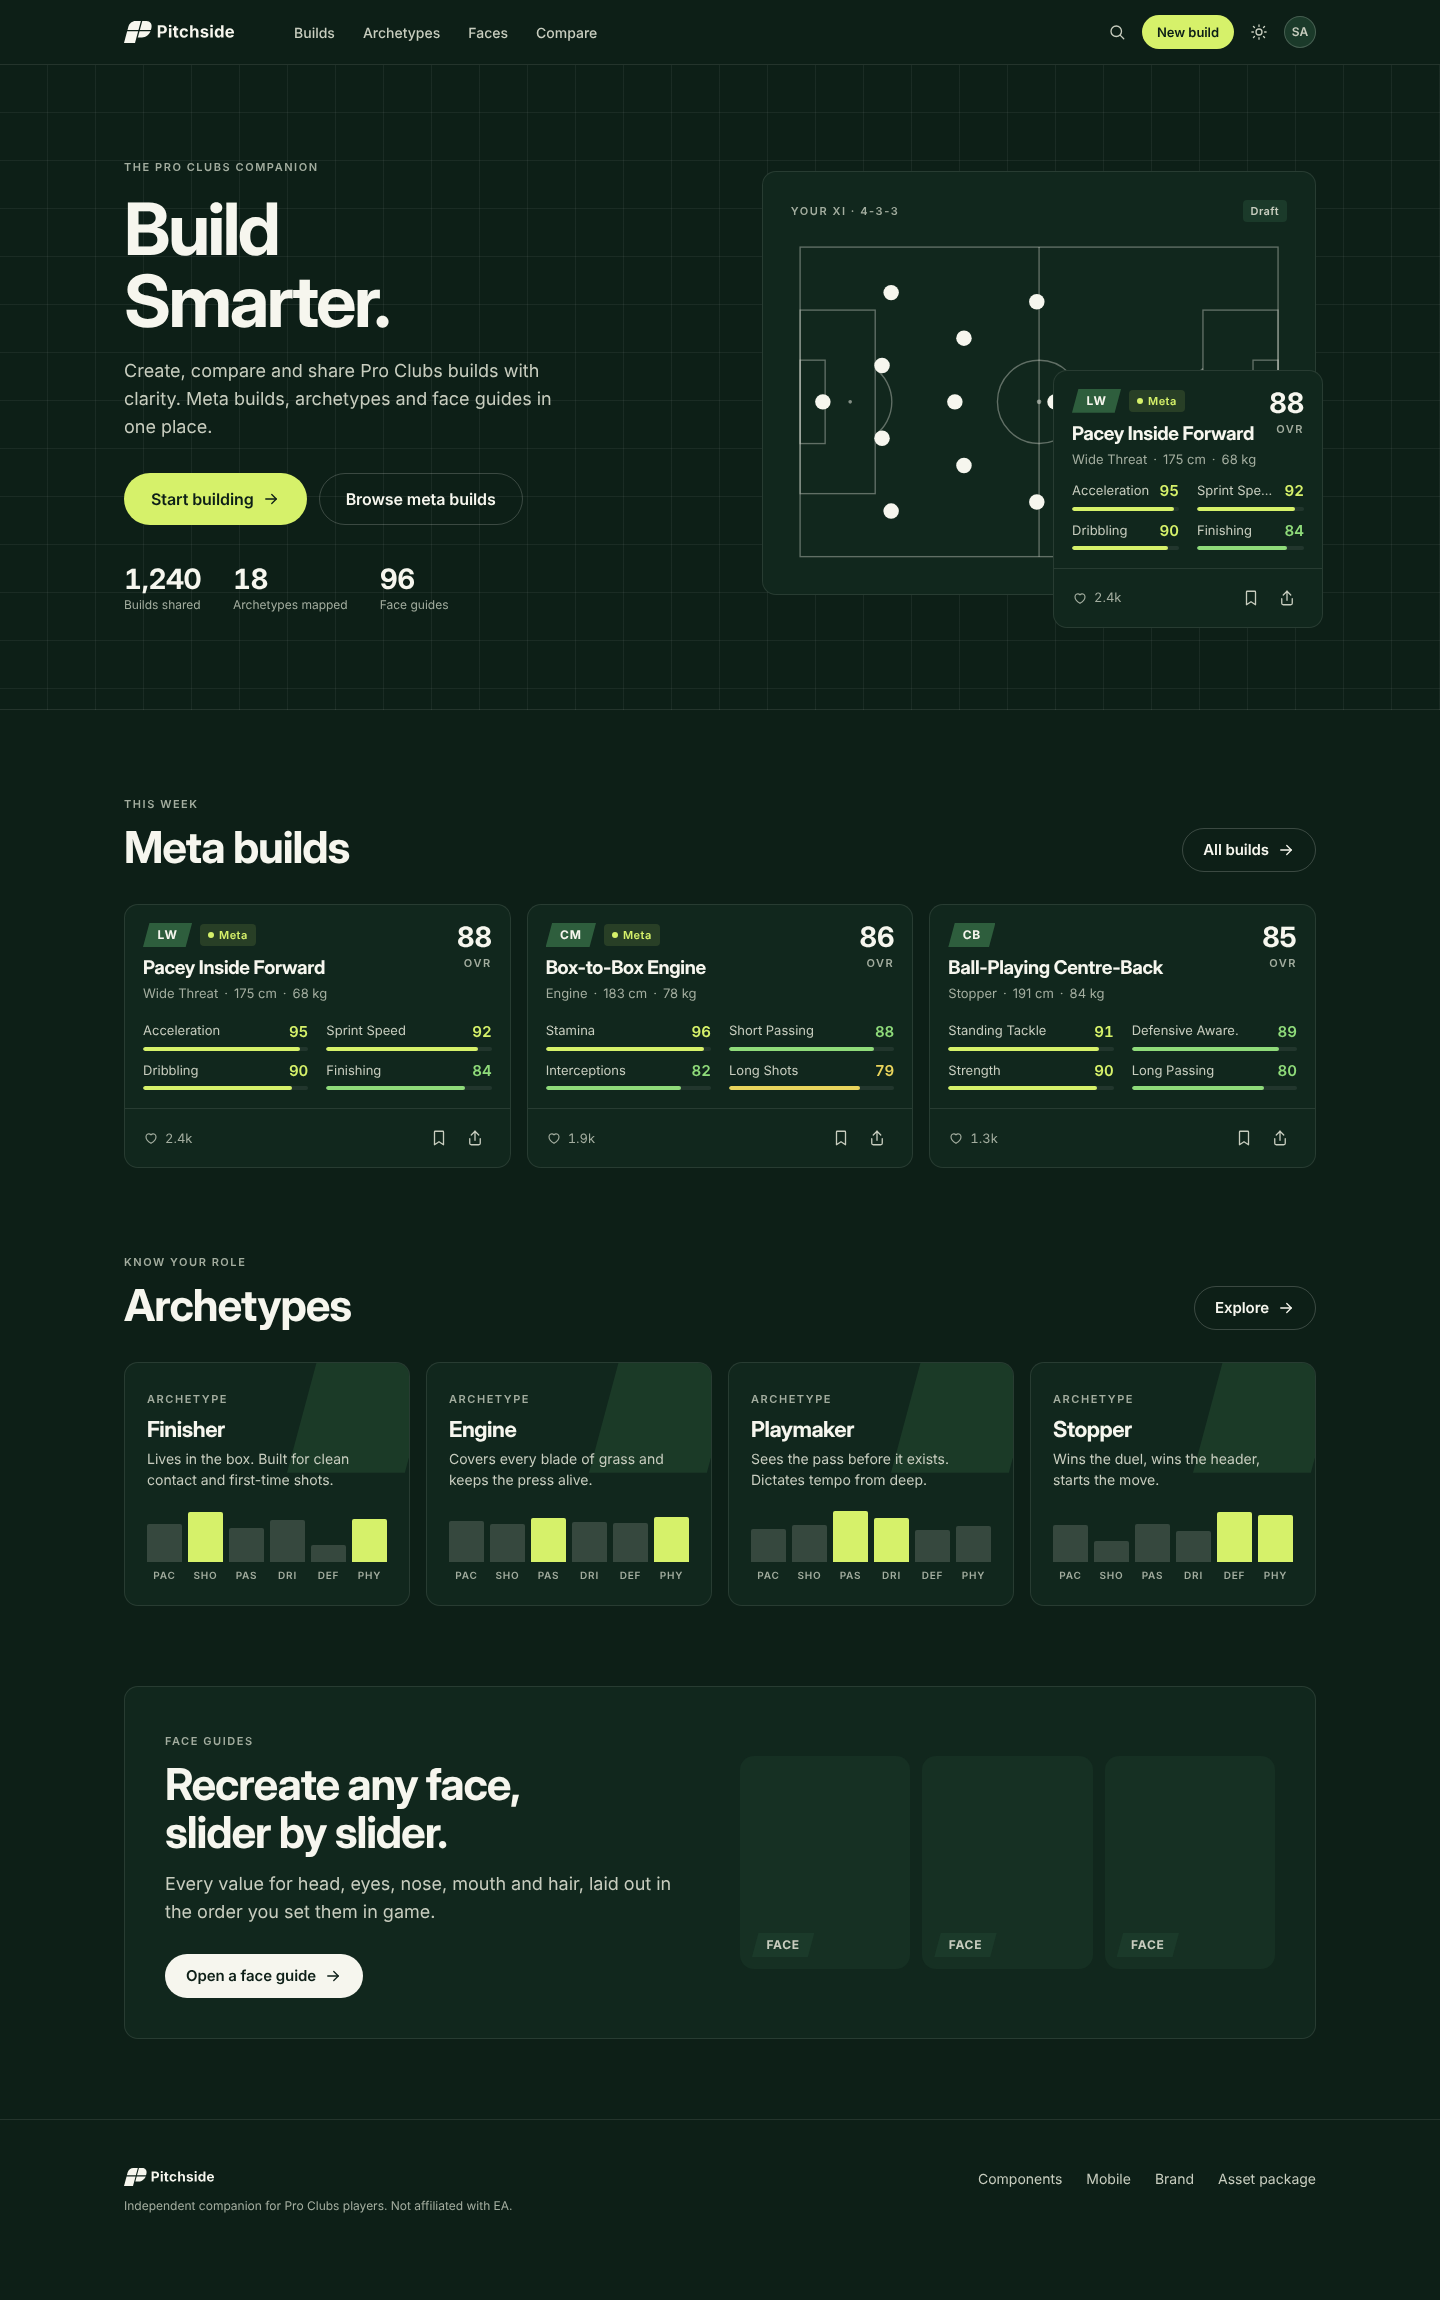 Pitchside
Builds Archetypes Faces Compare
New build
SA
THE PRO CLUBS COMPANION
Build
Smarter.
Create, compare and share Pro Clubs builds with
clarity. Meta builds, archetypes and face guides in
one place.
Start building
Browse meta builds
1,240 18 96
Builds shared Archetypes mapped Face guides
YOUR XI · 4-3-3
Draft
LW Meta 88
OVR
Pacey Inside Forward
Wide Threat · 175 cm · 68 kg
Acceleration 95 Sprint Spe... 92
Dribbling 90 Finishing 84
2.4k
THIS WEEK
Meta builds
All builds
LW Meta 88
OVR
Pacey Inside Forward
Wide Threat · 175 cm · 68 kg
Acceleration 95 Sprint Speed 92
Dribbling 90 Finishing 84
2.4k
CM Meta 86
OVR
Box-to-Box Engine
Engine · 183 cm · 78 kg
Stamina 96 Short Passing 88
Interceptions 82 Long Shots 79
1.9k
CB 85
OVR
Ball-Playing Centre-Back
Stopper · 191 cm · 84 kg
Standing Tackle 91 Defensive Aware. 89
Strength 90 Long Passing 80
1.3k
KNOW YOUR ROLE
Archetypes
Explore
ARCHETYPE
Finisher
Lives in the box. Built for clean
contact and first-time shots.
PAC SHO PAS DRI DEF PHY
ARCHETYPE
Engine
Covers every blade of grass and
keeps the press alive.
PAC SHO PAS DRI DEF PHY
ARCHETYPE
Playmaker
Sees the pass before it exists.
Dictates tempo from deep.
PAC SHO PAS DRI DEF PHY
ARCHETYPE
Stopper
Wins the duel, wins the header,
starts the move.
PAC SHO PAS DRI DEF PHY
FACE GUIDES
Recreate any face,
slider by slider.
Every value for head, eyes, nose, mouth and hair, laid out in
the order you set them in game.
Open a face guide
FACE FACE FACE
Pitchside
Independent companion for Pro Clubs players. Not affiliated with EA.
Components Mobile Brand Asset package